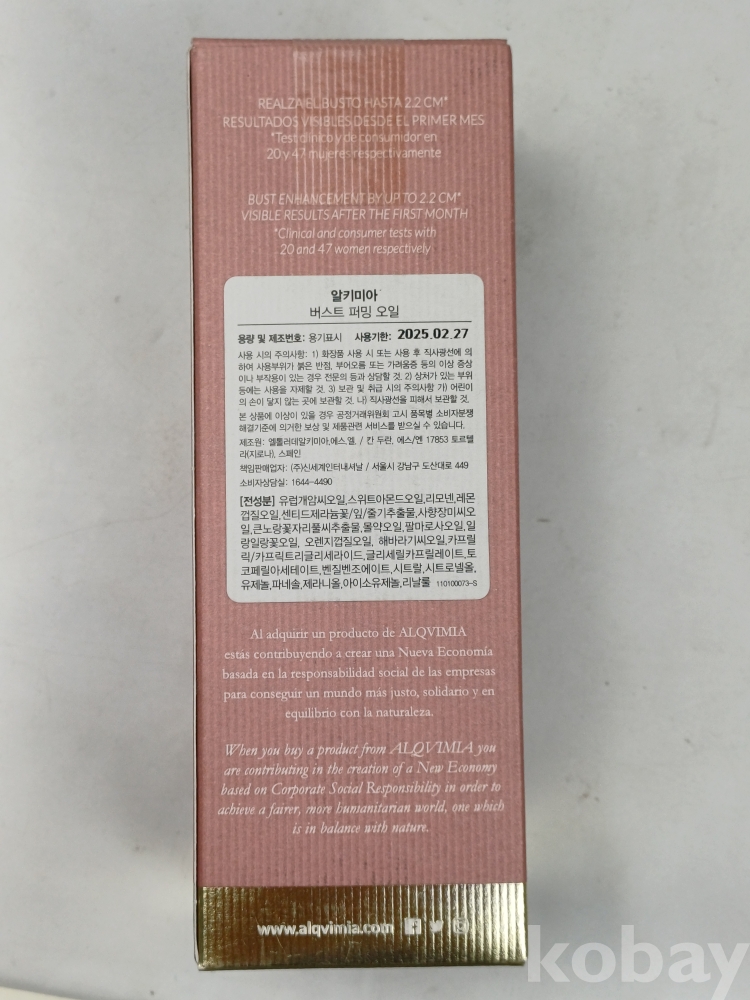 REALZA EL BUSTO HASTA 2.2 CM*
RESULTADOS VISIBLES DESDE EL PRIMER MES
*Test clínico y de consumidor en
20 y 47 mujeres respectivamente
BUST ENHANCEMENT BY UP TO 2.2 CM*
VISIBLE RESULTS AFTER THE FIRST MONTH
*Clinical and consumer tests with
20 and 47 women respectively
알키미아
버스트 퍼밍 오일
용량 및 제조번호: 용기표시 사용기한: 2025.02.27
사용 시의 주의사항: 1) 화장품 사용 시 또는 사용 후 직사광선에 의
하여 사용부위가 붉은 반점, 부어오름 또는 가려움증 등의 이상 증상
이나 부작용이 있는 경우 전문의 등과 상담할 것. 2) 상처가 있는 부위
등에는 사용을 자제할 것. 3) 보관 및 취급 시의 주의사항 가) 어린이
의 손이 닿지 않는 곳에 보관할 것. 나) 직사광선을 피해서 보관할 것.
본 상품에 이상이 있을 경우 공정거래위원회 고시 품목별 소비자분쟁
해결기준에 의거한 보상 및 제품관련 서비스를 받으실 수 있습니다.
제조원: 엘톨러데알키미아,에스.엘. / 칸 두란, 에스/엔 17853 토르텔
라(지로나), 스페인
책임판매업자: (주)신세계인터내셔날 / 서울시 강남구 도산대로 449
소비자상담실: 1644-4490
[전성분] 유럽개암씨오일,스위트아몬드오일,리모넨,레몬
껍질오일,센티드제라늄꽃/잎/줄기추출물,사향장미씨오
일,큰노랑꽃자리풀씨추출물,몰약오일,팔마로사오일,일
랑일랑꽃오일, 오렌지껍질오일, 해바라기씨오일, 카프릴
릭/카프릭트리글리세라이드,글리세릴카프릴레이트,토
코페릴아세테이트,벤질벤조에이트,시트랄,시트로넬올,
유제놀,파네솔,제라니올,아이소유제놀,리날룰 110100073-S
Al adquirir un producto de ALQVIMIA
estás contribuyendo a crear una Nueva Economía
basada en la responsabilidad social de las empresas
para conseguir un mundo más justo, solidario y en
equilibrio con la naturaleza.
When you buy a product from ALQVIMIA you
are contributing in the creation of a New Economy
based on Corporate Social Responsibility in order to
achieve a fairer, more humanitarian world, one which
is in balance with nature.
www.alqvimia.com
kobay